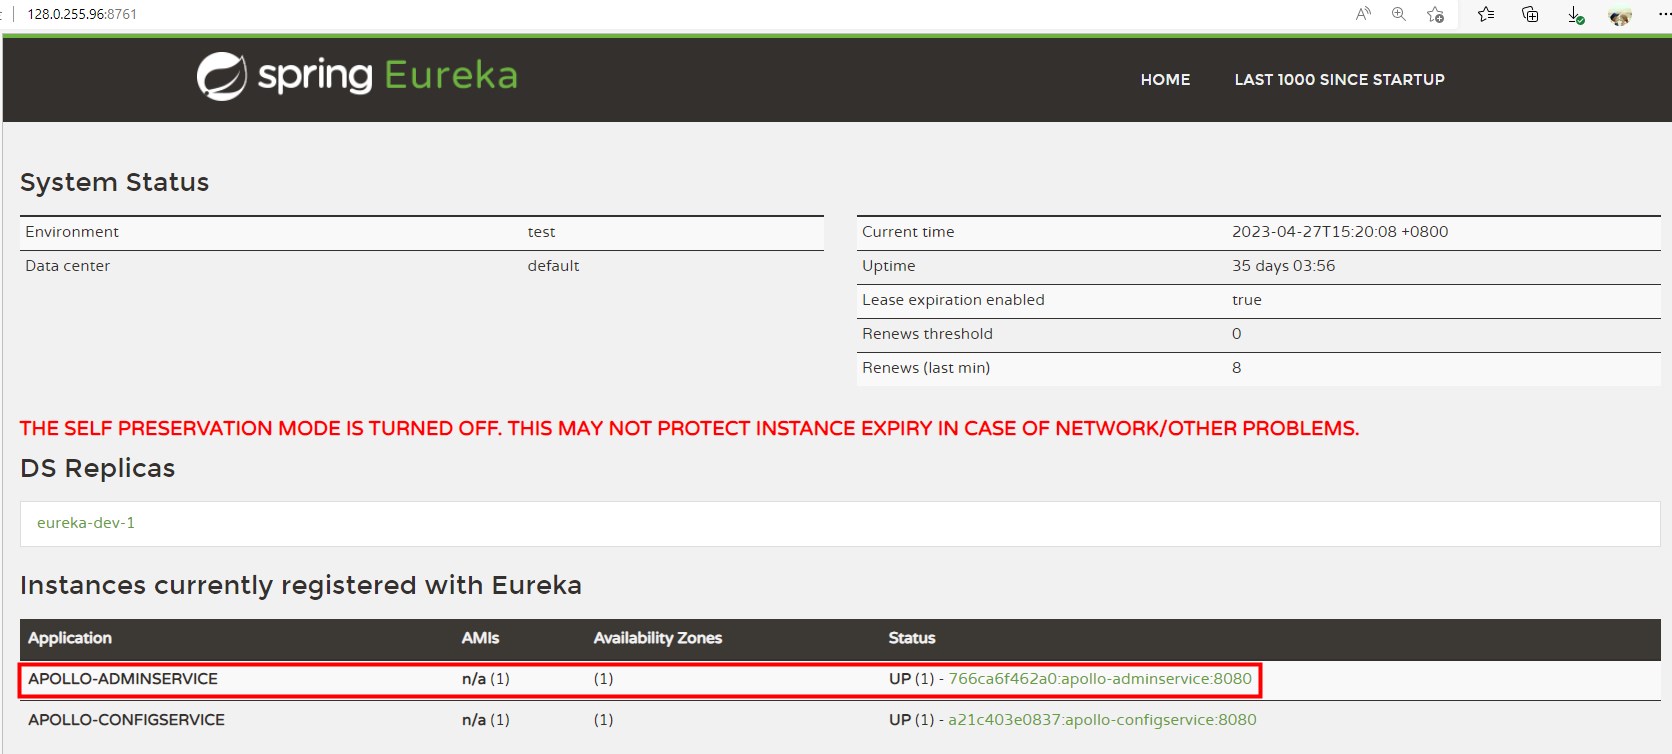 128.0.255.96:8761
spring Eureka
HOME LAST 1000 SINCE STARTUP
System Status
Environment test
Data center default
Current time 2023-04-27T15:20:08 +0800
Uptime 35 days 03:56
Lease expiration enabled true
Renews threshold 0
Renews (last min) 8
THE SELF PRESERVATION MODE IS TURNED OFF. THIS MAY NOT PROTECT INSTANCE EXPIRY IN CASE OF NETWORK/OTHER PROBLEMS.
DS Replicas
eureka-dev-1
Instances currently registered with Eureka
Application AMIs Availability Zones Status
APOLLO-ADMINSERVICE n/a (1) (1) UP (1) - 766ca6f462a0:apollo-adminservice:8080
APOLLO-CONFIGSERVICE n/a (1) (1) UP (1) - a21c403e0837:apollo-configservice:8080